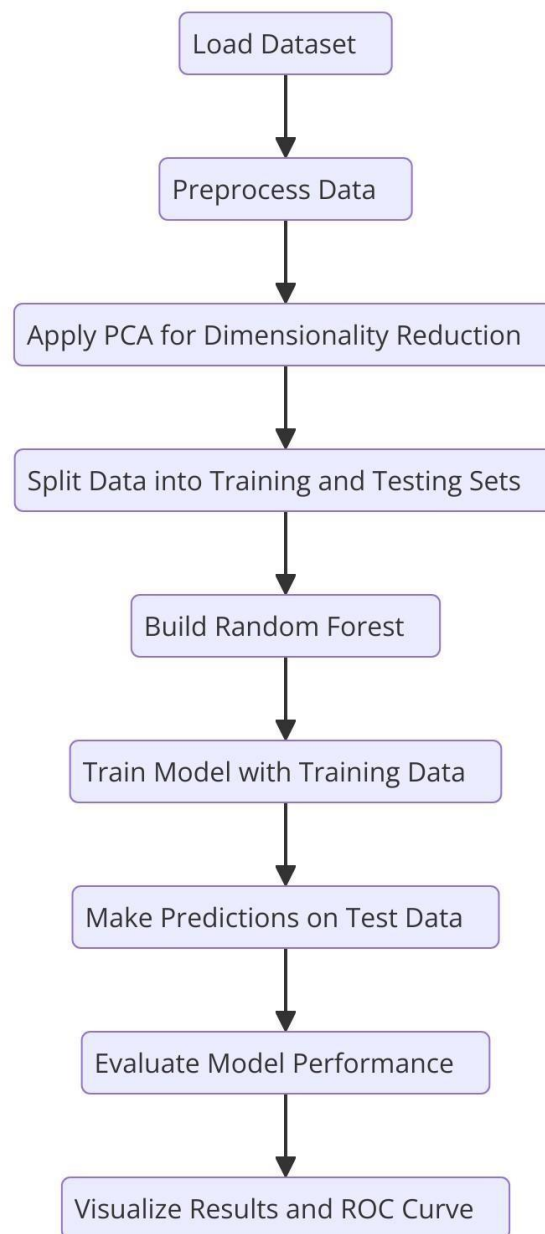 Load Dataset
Preprocess Data
Apply PCA for Dimensionality Reduction
Split Data into Training and Testing Sets
Build Random Forest
Train Model with Training Data
Make Predictions on Test Data
Evaluate Model Performance
Visualize Results and ROC Curve